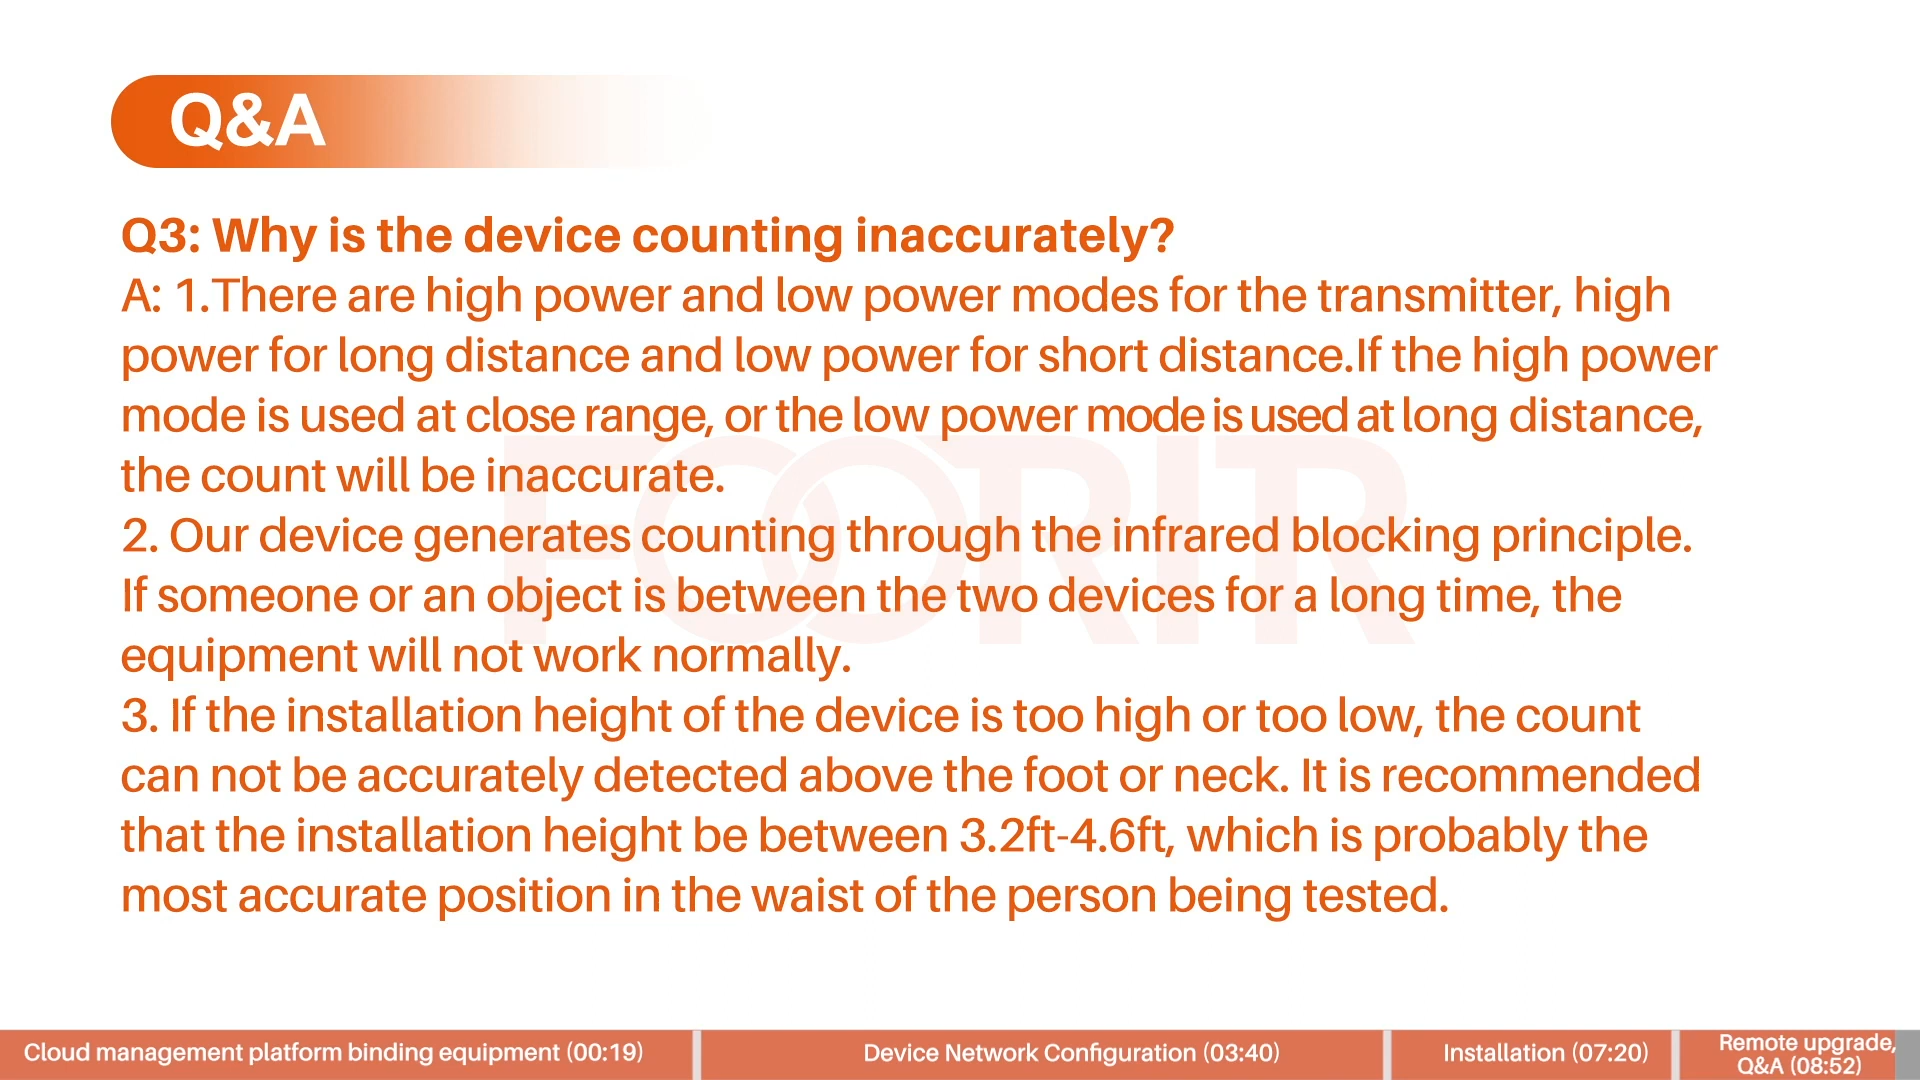 Q&A
Q3: Why is the device counting inaccurately?
A: 1.There are high power and low power modes for the transmitter, high
power for long distance and low power for short distance.If the high power
mode is used at close range, or the low power mode is used at long distance,
the count will be inaccurate.
2. Our device generates counting through the infrared blocking principle.
If someone or an object is between the two devices for a long time, the
equipment will not work normally.
3. If the installation height of the device is too high or too low, the count
can not be accurately detected above the foot or neck. It is recommended
that the installation height be between 3.2ft-4.6ft, which is probably the
most accurate position in the waist of the person being tested.
FOORIR
Cloud management platform binding equipment (00:19)
Device Network Configuration (03:40)
Installation (07:20)
Remote upgrade,
Q&A (08:52)